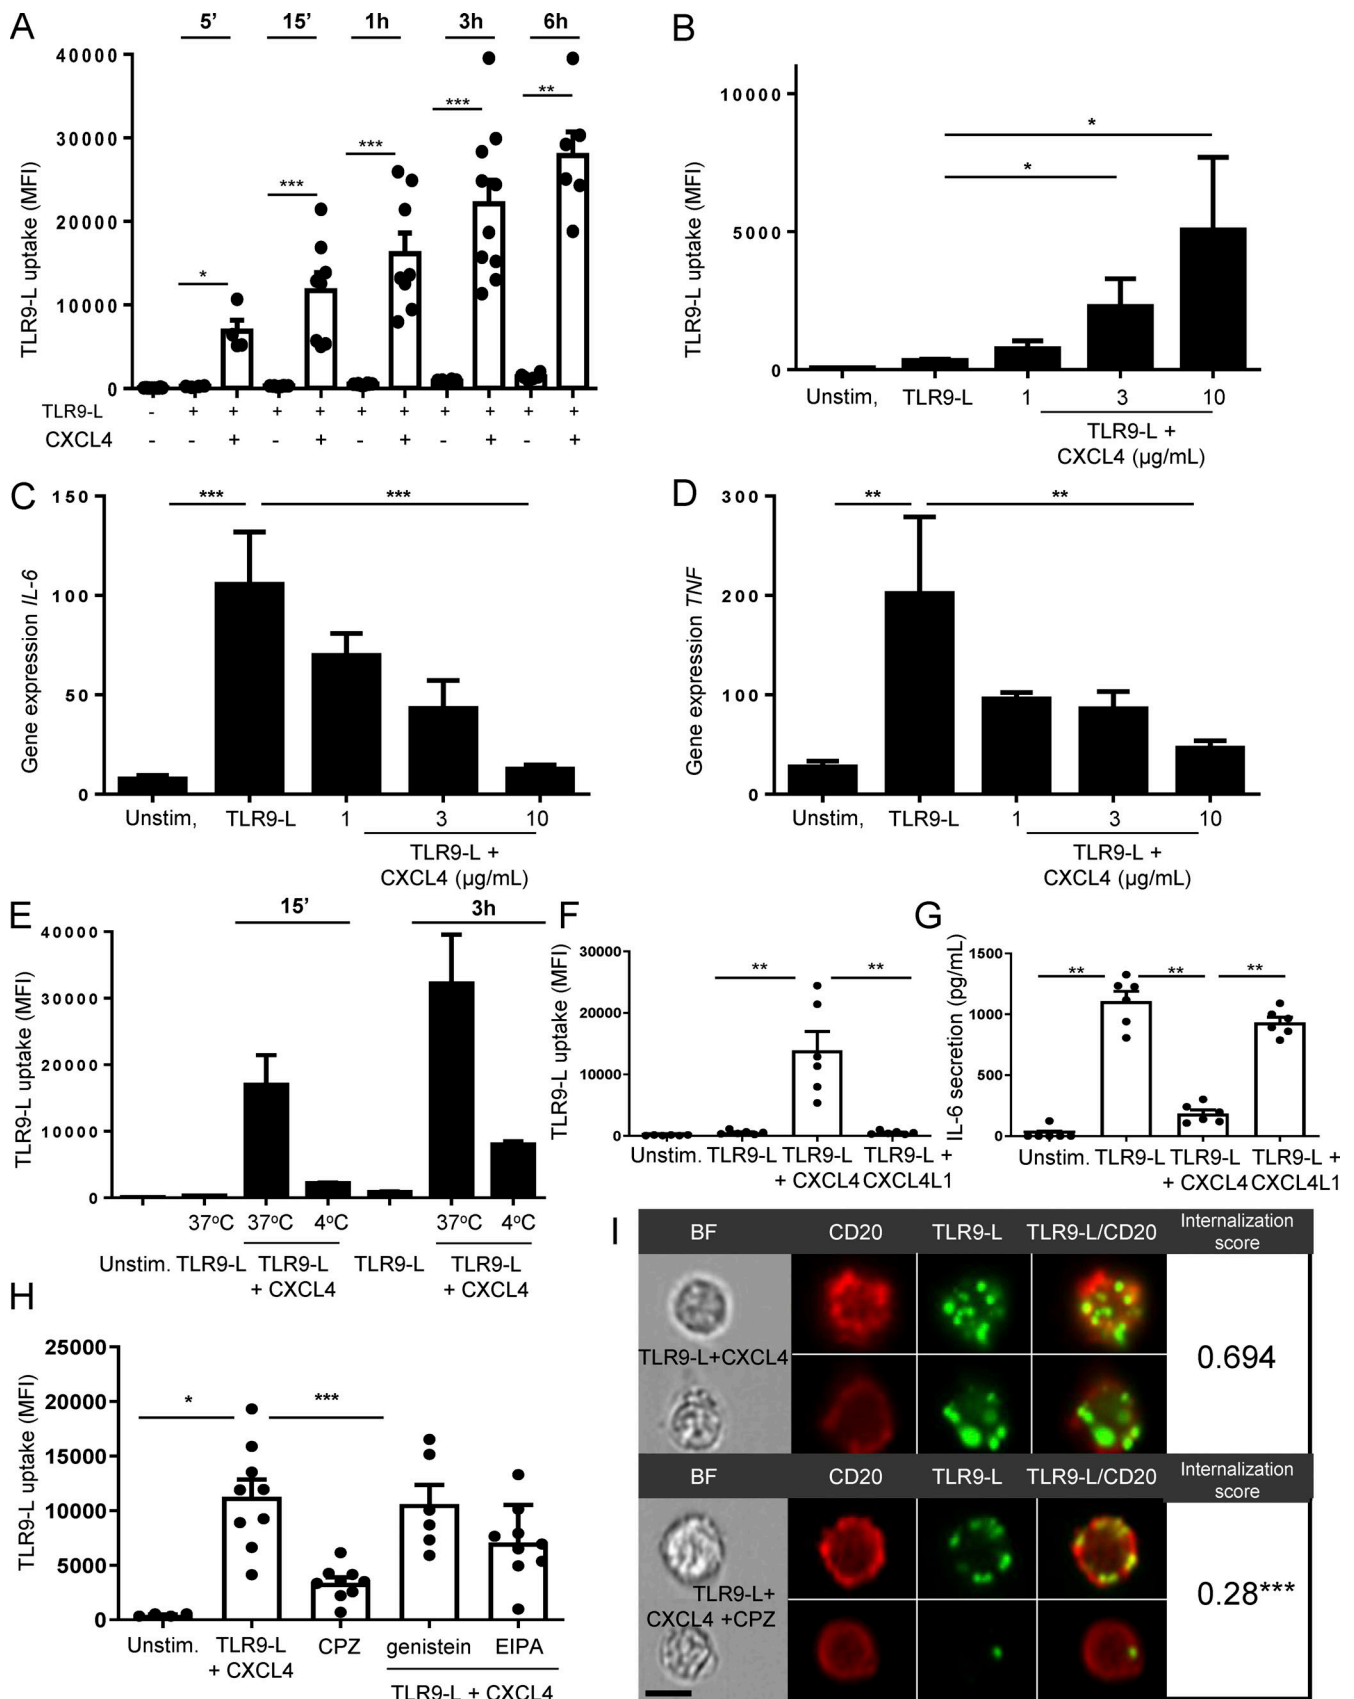 A
5’ 15’ 1h 3h 6h
TLR9-L uptake (MFI)
40000
30000
20000
10000
0
* *** *** *** **
TLR9-L - + + + + + + + + + +
CXCL4 - - + - + - + - + - +
B
TLR9-L uptake (MFI)
10000
5000
0
*
*
Unstim, TLR9-L 1 3 10
TLR9-L +
CXCL4 (µg/mL)
C
Gene expression IL-6
150
100
50
0
*** ***
Unstim, TLR9-L 1 3 10
TLR9-L +
CXCL4 (µg/mL)
D
Gene expression TNF
300
200
100
0
** **
Unstim, TLR9-L 1 3 10
TLR9-L +
CXCL4 (µg/mL)
E
15’ 3h
TLR9-L uptake (MFI)
40000
30000
20000
10000
0
37ºC 37ºC 4ºC 37ºC 4ºC
Unstim. TLR9-L TLR9-L TLR9-L TLR9-L
+ CXCL4 + CXCL4
F
TLR9-L uptake (MFI)
30000
20000
10000
0
** **
Unstim. TLR9-L TLR9-L TLR9-L +
+ CXCL4 CXCL4L1
G
IL-6 secretion (pg/mL)
1500
1000
500
0
** ** **
Unstim. TLR9-L TLR9-L TLR9-L +
+ CXCL4 CXCL4L1
H
TLR9-L uptake (MFI)
25000
20000
15000
10000
5000
0
* ***
Unstim. TLR9-L CPZ genistein EIPA
+ CXCL4
TLR9-L + CXCL4
I
BF CD20 TLR9-L TLR9-L/CD20 Internalization
score
TLR9-L+CXCL4
0.694
BF CD20 TLR9-L TLR9-L/CD20 Internalization
score
TLR9-L+
CXCL4 +CPZ
0.28***